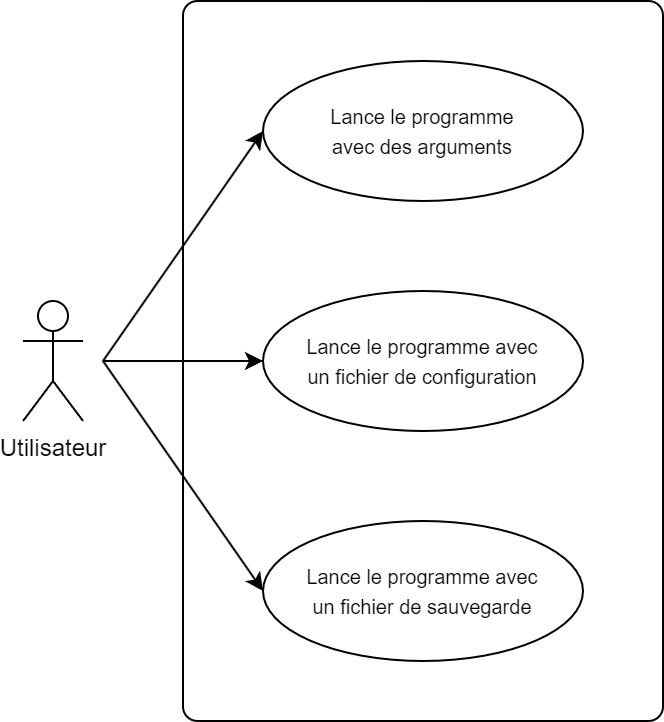 Lance le programme
avec des arguments
Lance le programme avec
un fichier de configuration
Utilisateur
Lance le programme avec
un fichier de sauvegarde